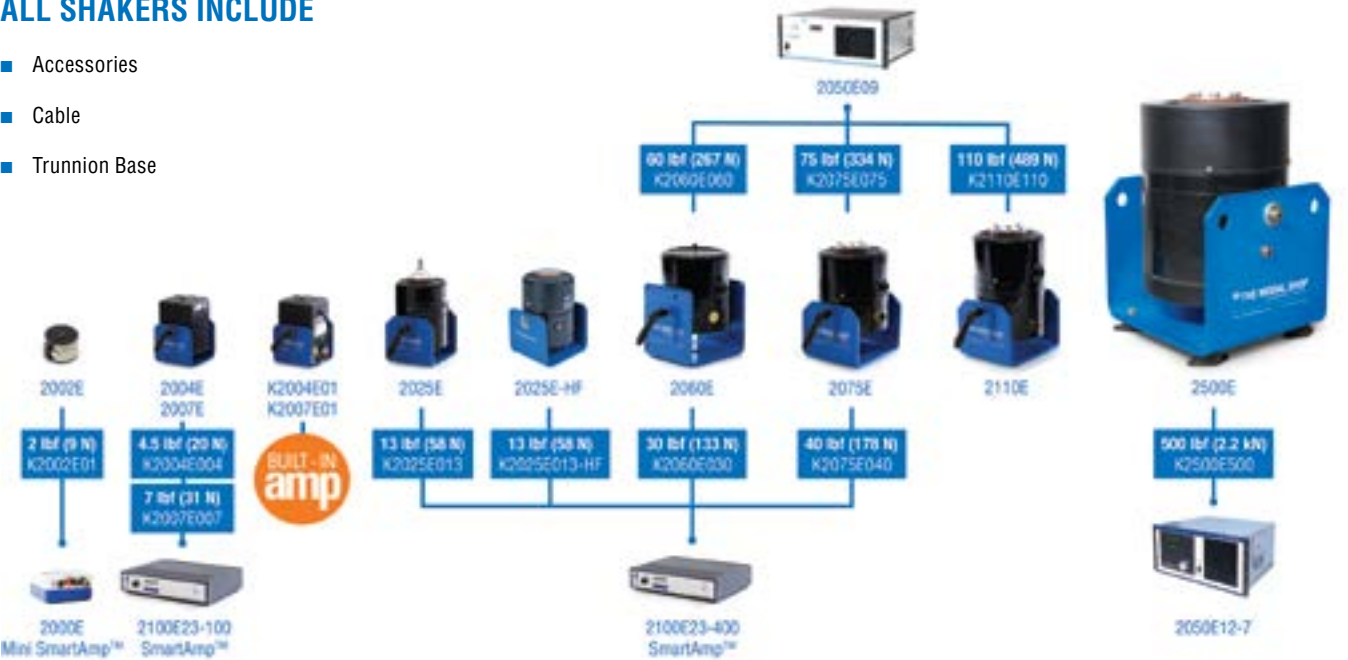 ALL SHAKERS INCLUDE
Accessories
Cable
Trunnion Base
2050E09
60 lbf (267 N)
K2060E060
75 lbf (334 N)
K2075E075
110 lbf (489 N)
K2110E110
THE MODAL SHOP
2002E
2004E
2007E
K2004E01
K2007E01
2025E
2025E-HF
2060E
2075E
2110E
2500E
2 lbf (9 N)
K2002E01
4.5 lbf (20 N)
K2004E004
7 lbf (31 N)
K2007E007
BUILT-IN
amp
13 lbf (58 N)
K2025E013
13 lbf (58 N)
K2025E013-HF
30 lbf (133 N)
K2060E030
40 lbf (178 N)
K2075E040
500 lbf (2.2 kN)
K2500E500
2000E
Mini SmartAmp™
2100E23-100
SmartAmp™
2100E23-400
SmartAmp™
2050E12-7